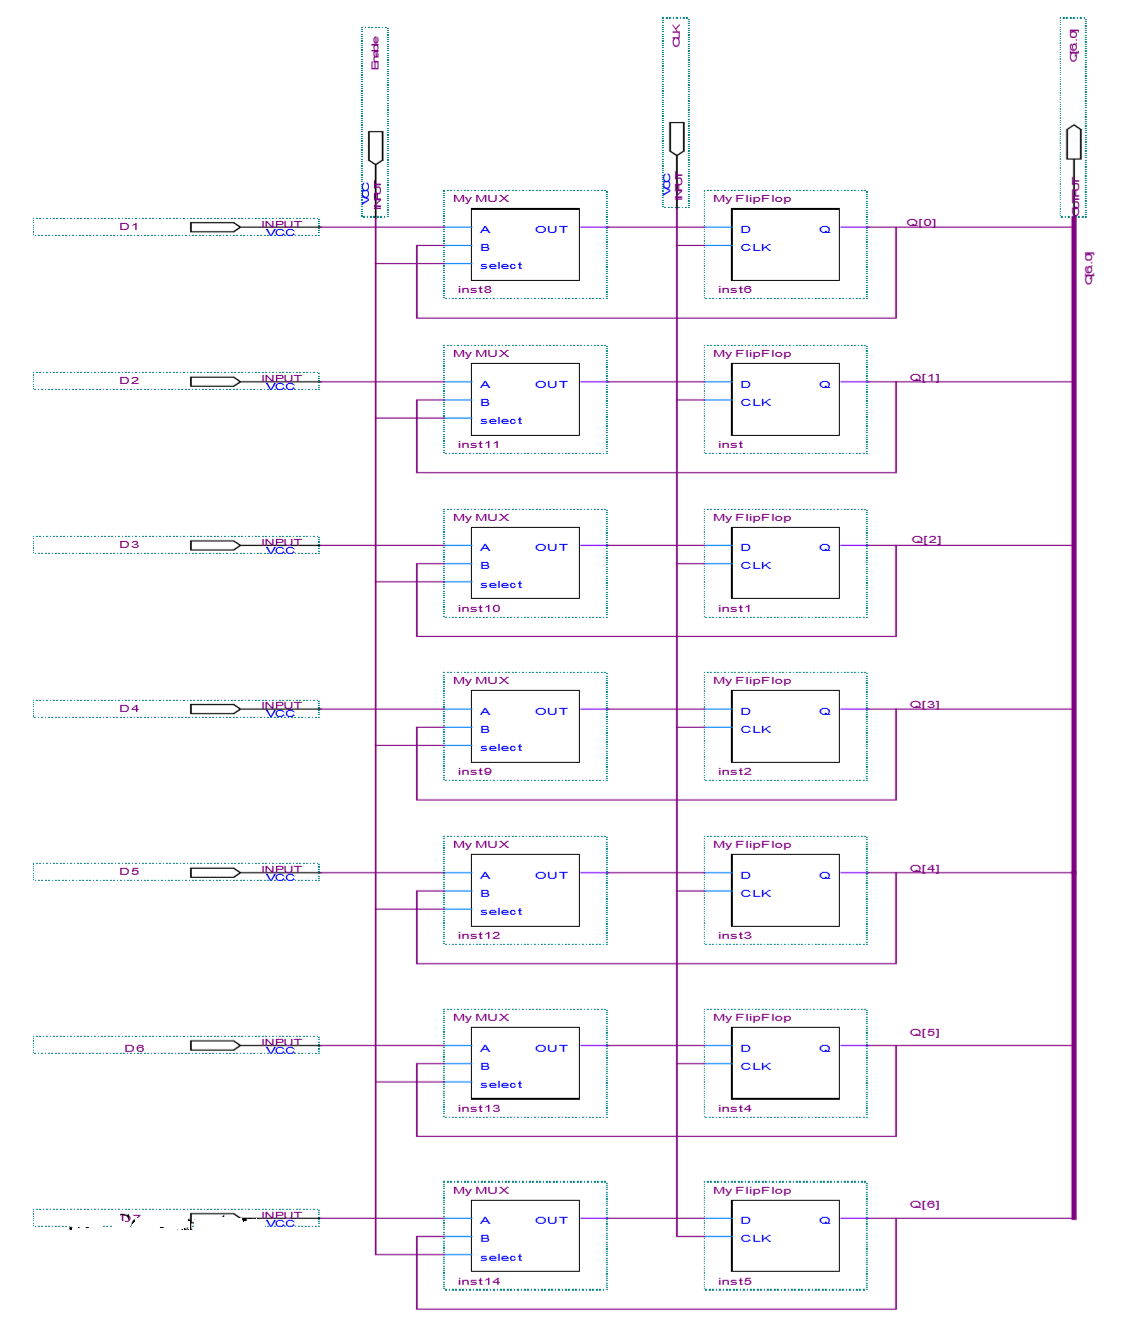 Enable
CLK
Q[6..0]
VCC
INPUT
VCC
INPUT
OUTPUT
My MUX
My FlipFlop
D1
INPUT
VCC
A
OUT
B
select
D
Q
CLK
Q[0]
Q[6..0]
inst8
inst6
My MUX
My FlipFlop
D2
INPUT
VCC
A
OUT
B
select
D
Q
CLK
Q[1]
inst11
inst
My MUX
My FlipFlop
D3
INPUT
VCC
A
OUT
B
select
D
Q
CLK
Q[2]
inst10
inst1
My MUX
My FlipFlop
D4
INPUT
VCC
A
OUT
B
select
D
Q
CLK
Q[3]
inst9
inst2
My MUX
My FlipFlop
D5
INPUT
VCC
A
OUT
B
select
D
Q
CLK
Q[4]
inst12
inst3
My MUX
My FlipFlop
D6
INPUT
VCC
A
OUT
B
select
D
Q
CLK
Q[5]
inst13
inst4
My MUX
My FlipFlop
INPUT
VCC
A
OUT
B
select
D
Q
CLK
Q[6]
inst14
inst5